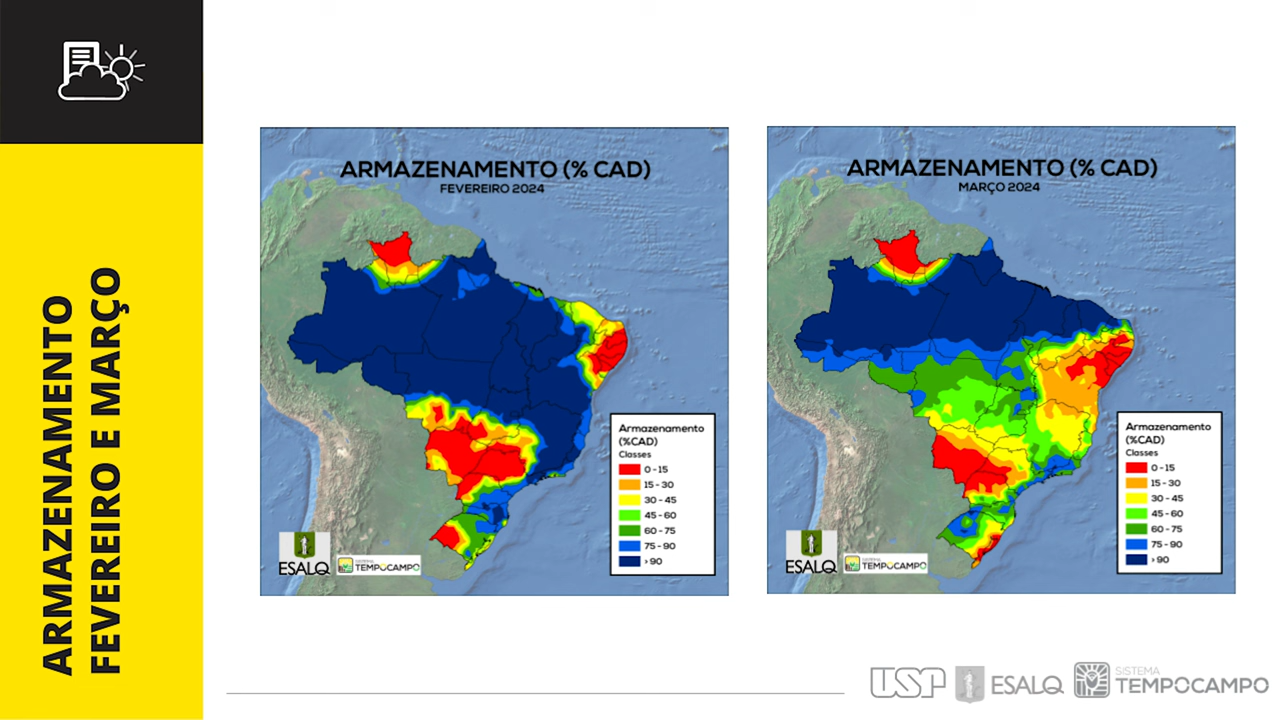 ARMAZENAMENTO
FEVEREIRO E MARÇO
ARMAZENAMENTO (% CAD)
FEVEREIRO 2024
Armazenamento
(%CAD)
Classes
0 - 15
15 - 30
30 - 45
45 - 60
60 - 75
75 - 90
> 90
ESALQ
SISTEMA
TEMPOCAMPO
ARMAZENAMENTO (% CAD)
MARÇO 2024
Armazenamento
(%CAD)
Classes
0 - 15
15 - 30
30 - 45
45 - 60
60 - 75
75 - 90
> 90
ESALQ
SISTEMA
TEMPOCAMPO
USP
ESALQ
SISTEMA
TEMPOCAMPO